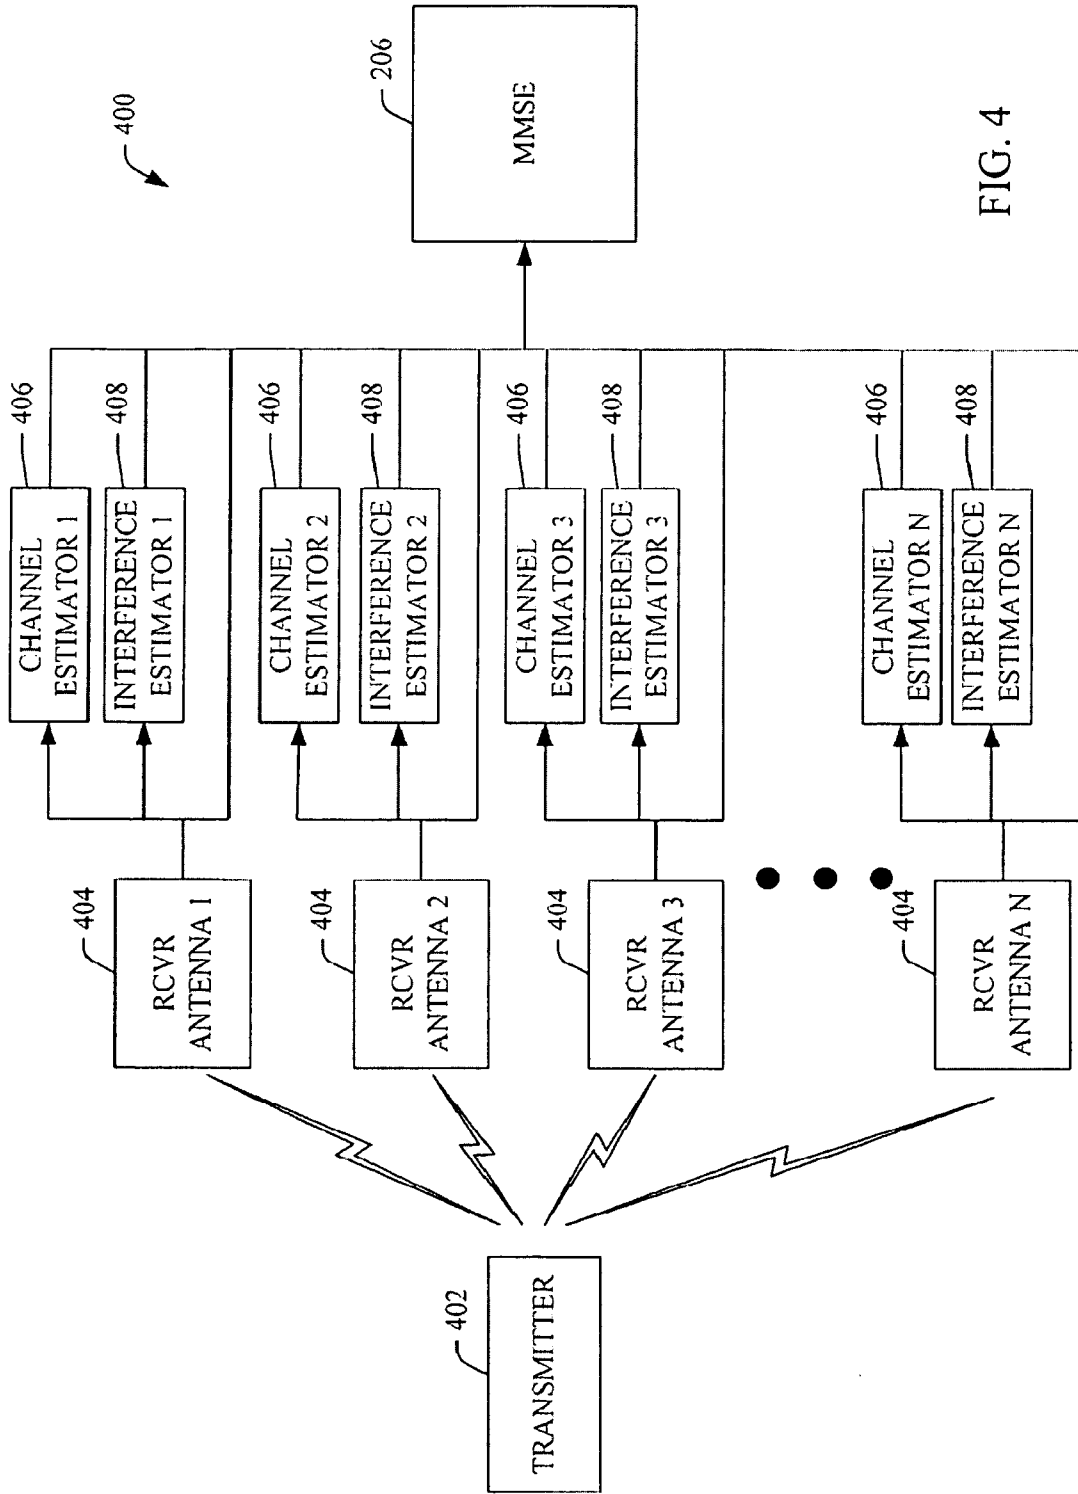 400
402
TRANSMITTER
404
RCVR
ANTENNA 1
404
RCVR
ANTENNA 2
404
RCVR
ANTENNA 3
404
RCVR
ANTENNA N
406
CHANNEL
ESTIMATOR 1
408
INTERFERENCE
ESTIMATOR 1
406
CHANNEL
ESTIMATOR 2
408
INTERFERENCE
ESTIMATOR 2
406
CHANNEL
ESTIMATOR 3
408
INTERFERENCE
ESTIMATOR 3
406
CHANNEL
ESTIMATOR N
408
INTERFERENCE
ESTIMATOR N
206
MMSE
FIG. 4